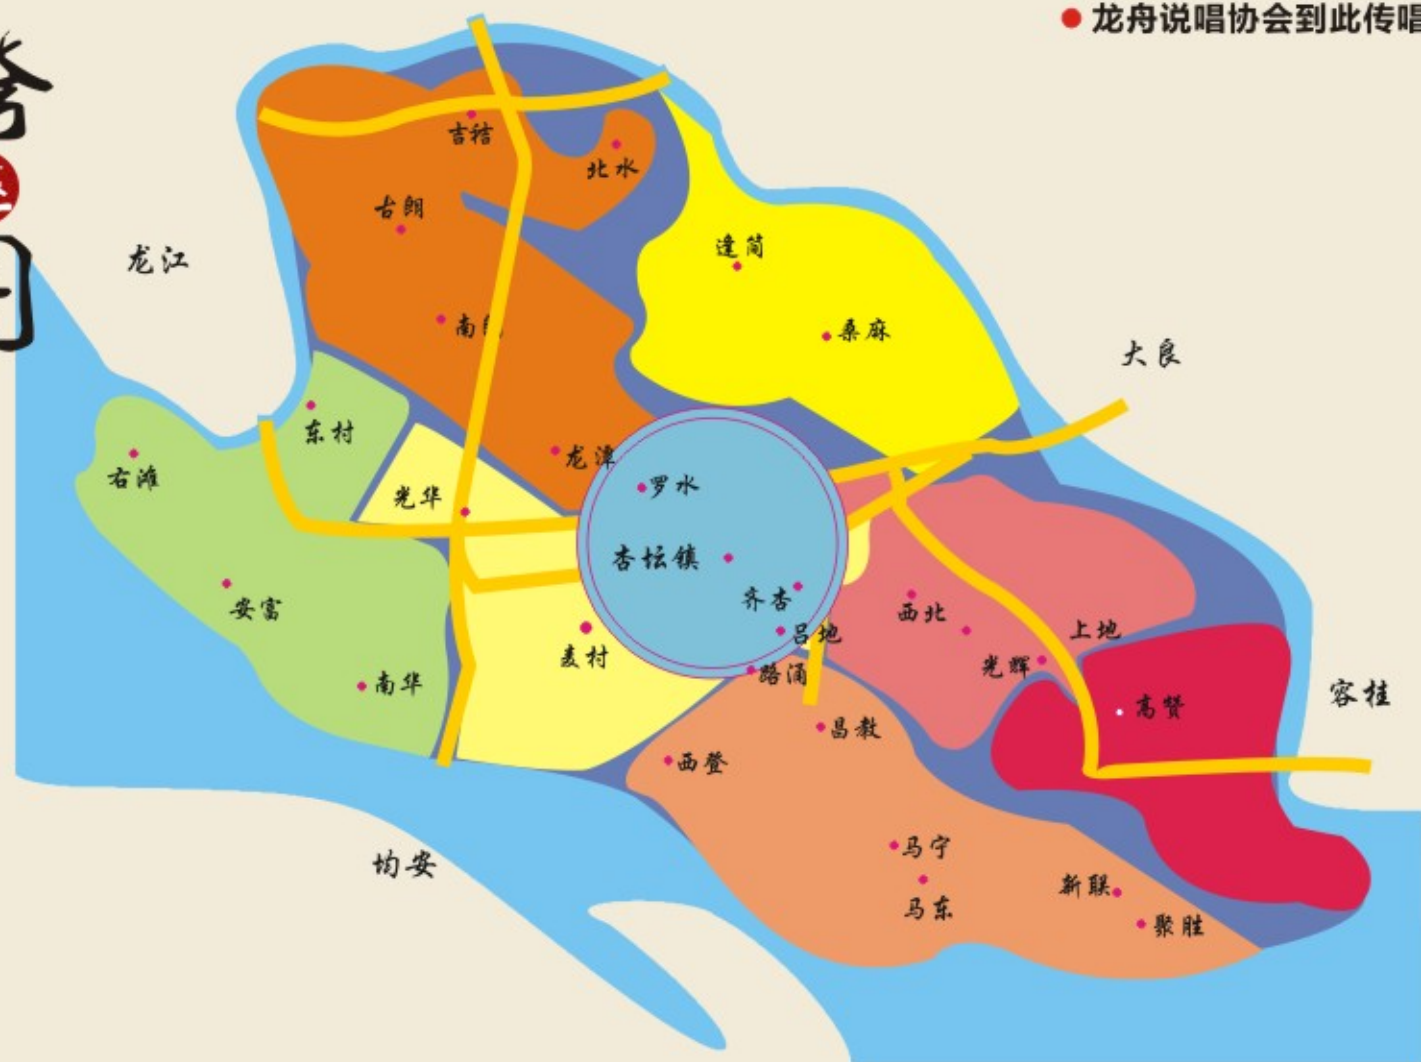 龙舟说唱协会到此传唱
吉祜
北水
古朗
逢简
龙江
南朗
桑麻
大良
东村
龙潭
右滩
罗水
光华
杏坛镇
齐杏
安富
西北
吕地
上地
麦村
光辉
路涌
南华
高赞
容桂
昌教
西登
马宁
均安
新联
马东
聚胜